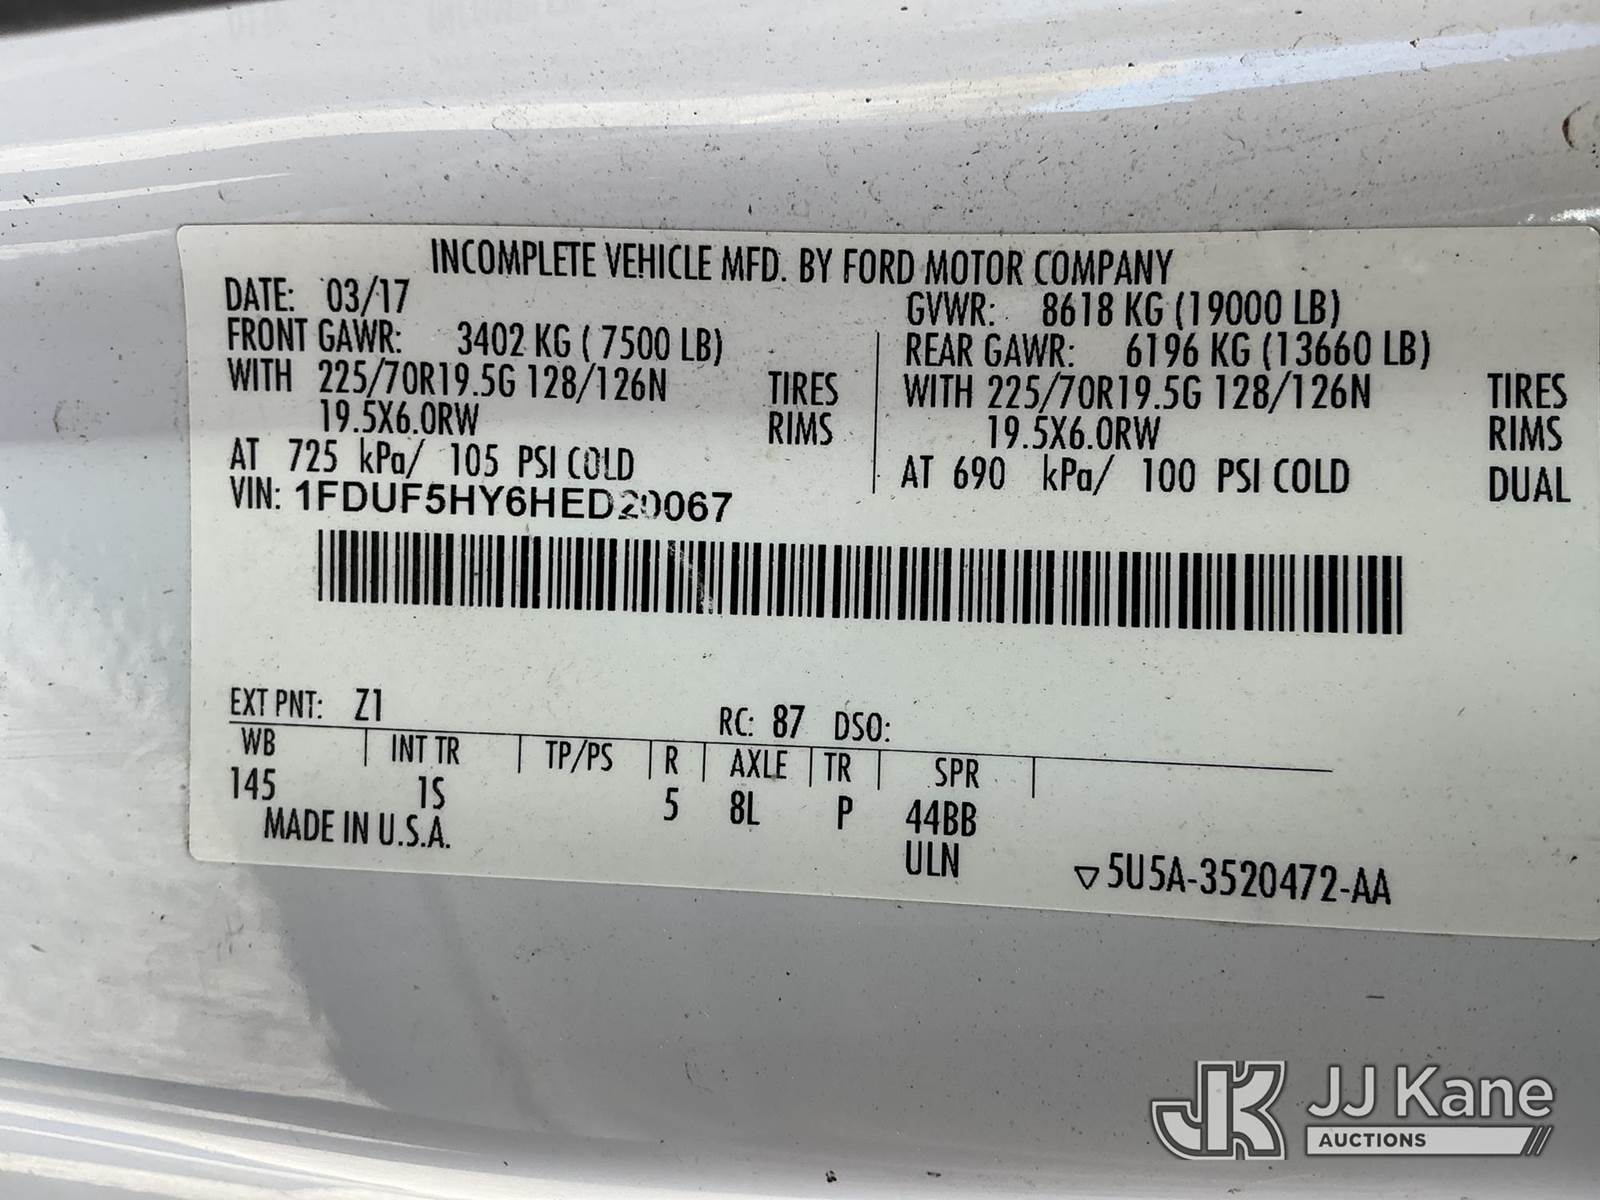 INCOMPLETE VEHICLE MFD. BY FORD MOTOR COMPANY
DATE: 03/17 GVWR: 8618 KG (19000 LB)
FRONT GAWR: 3402 KG ( 7500 LB) REAR GAWR: 6196 KG (13660 LB)
WITH 225/70R19.5G 128/126N TIRES WITH 225/70R19.5G 128/126N TIRES
19.5X6.0RW RIMS 19.5X6.0RW RIMS
AT 725 kPa/ 105 PSI COLD AT 690 kPa/ 100 PSI COLD DUAL
VIN: 1FDUF5HY6HED20067
EXT PNT: Z1 RC: 87 DSO:
WB INT TR TP/PS R AXLE TR SPR
145 1S 5 8L P 44BB
MADE IN U.S.A. ULN
▽5U5A-3520472-AA
JK JJ Kane
AUCTIONS